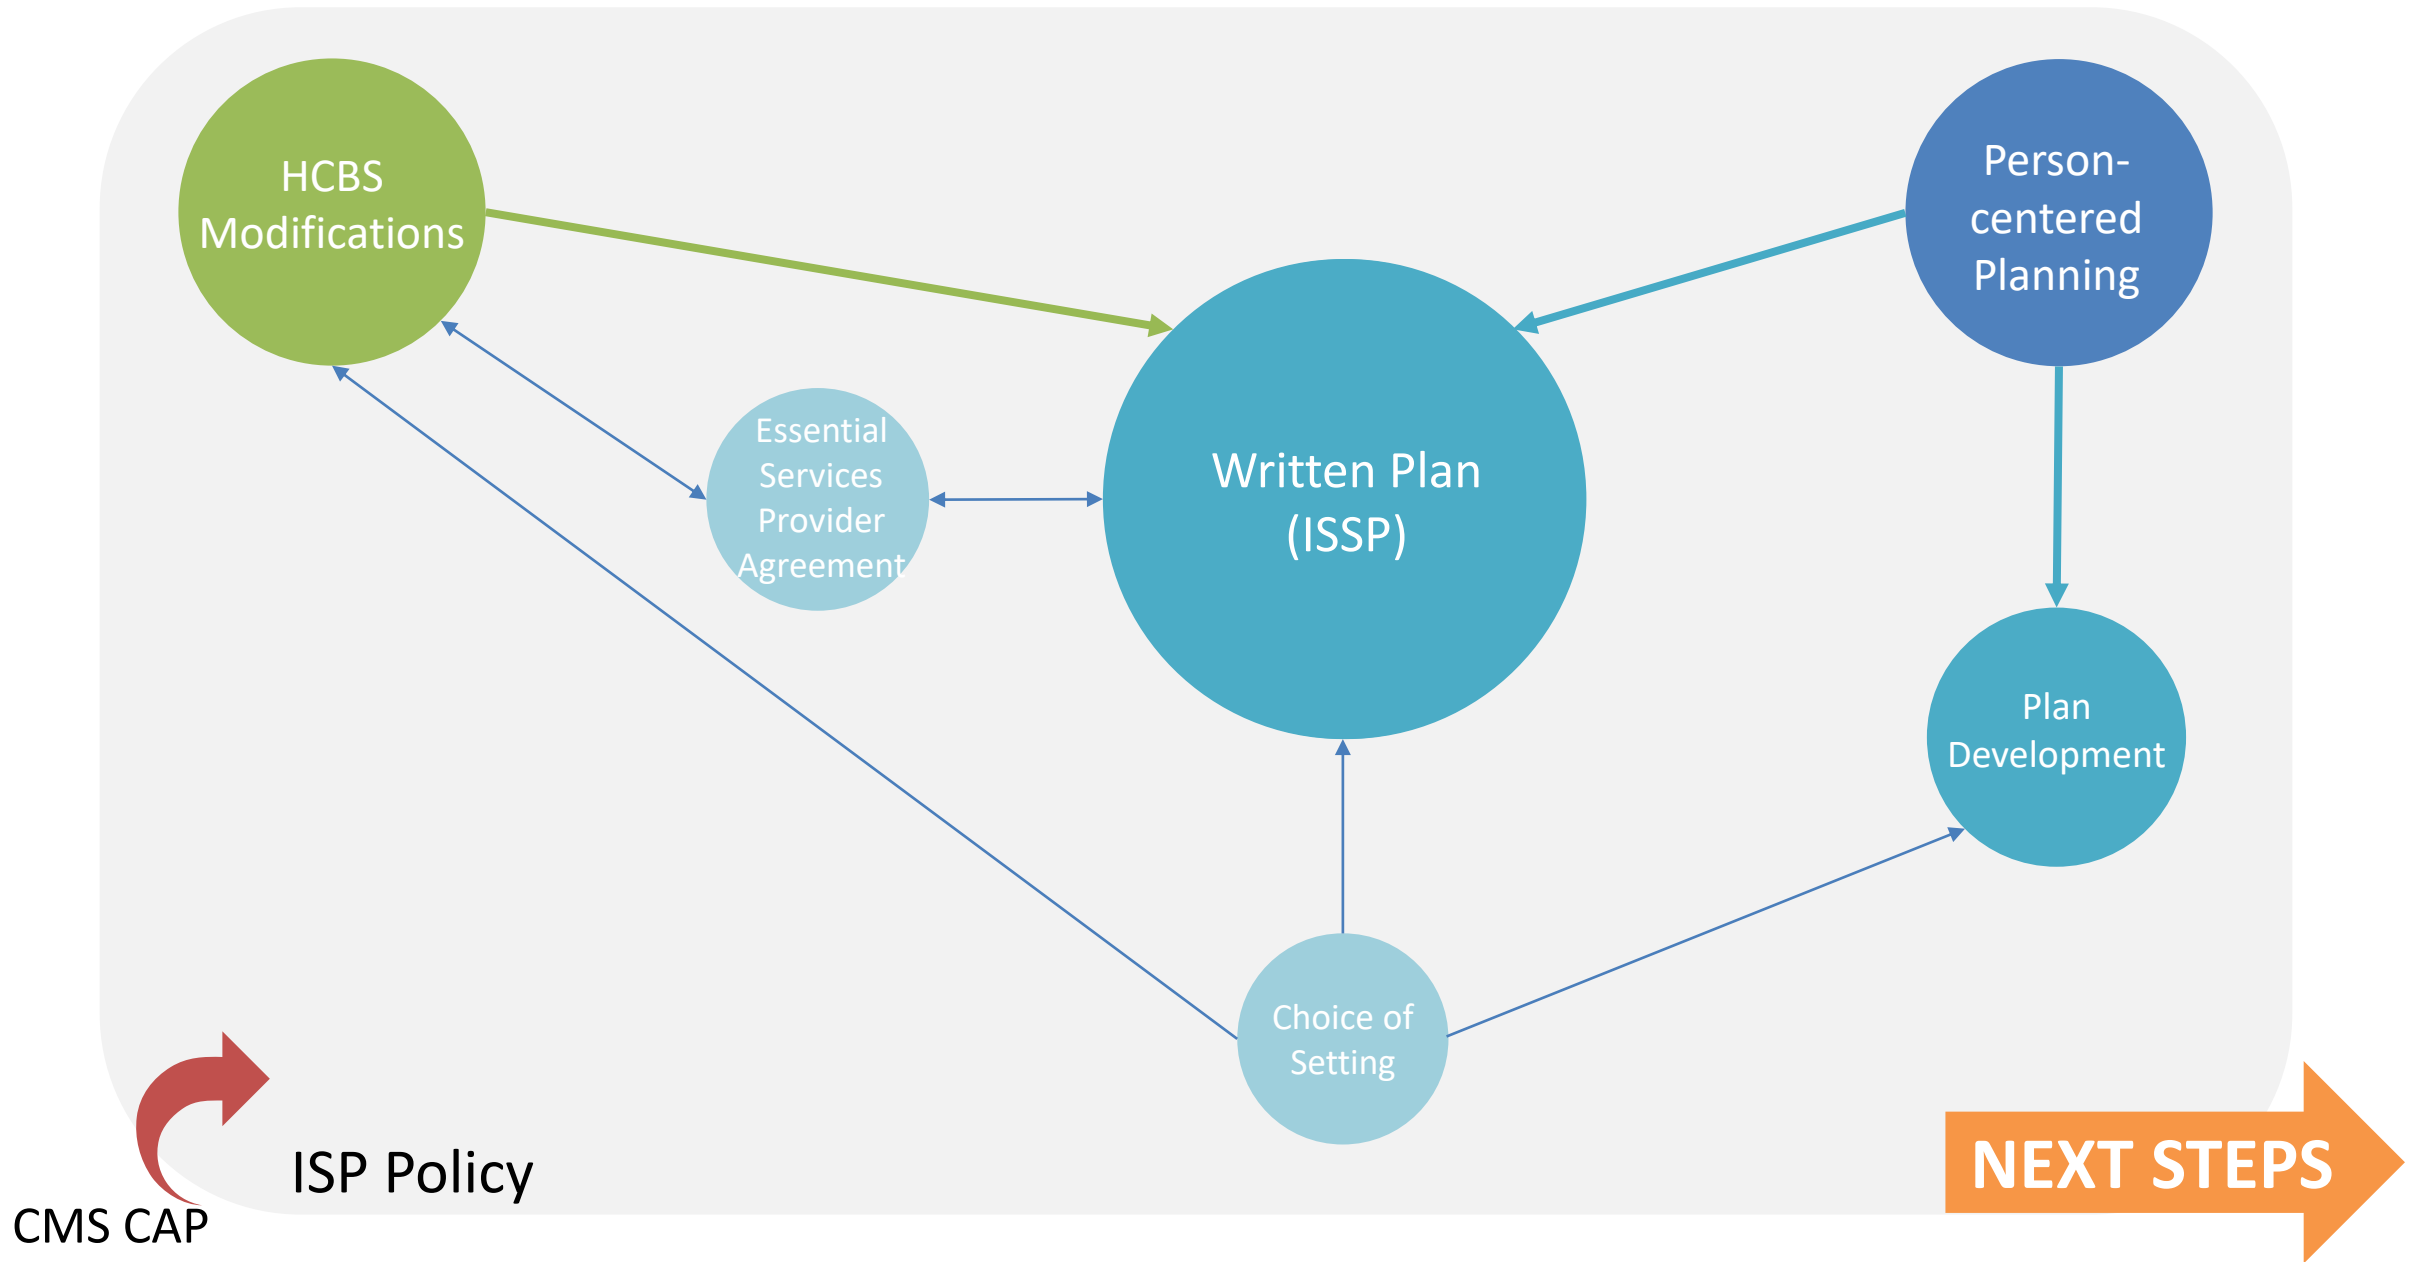 HCBS
Modifications
Person-
centered
Planning
Essential
Services
Provider
Agreement
Written Plan
(ISSP)
Plan
Development
Choice of
Setting
ISP Policy
CMS CAP
NEXT STEPS